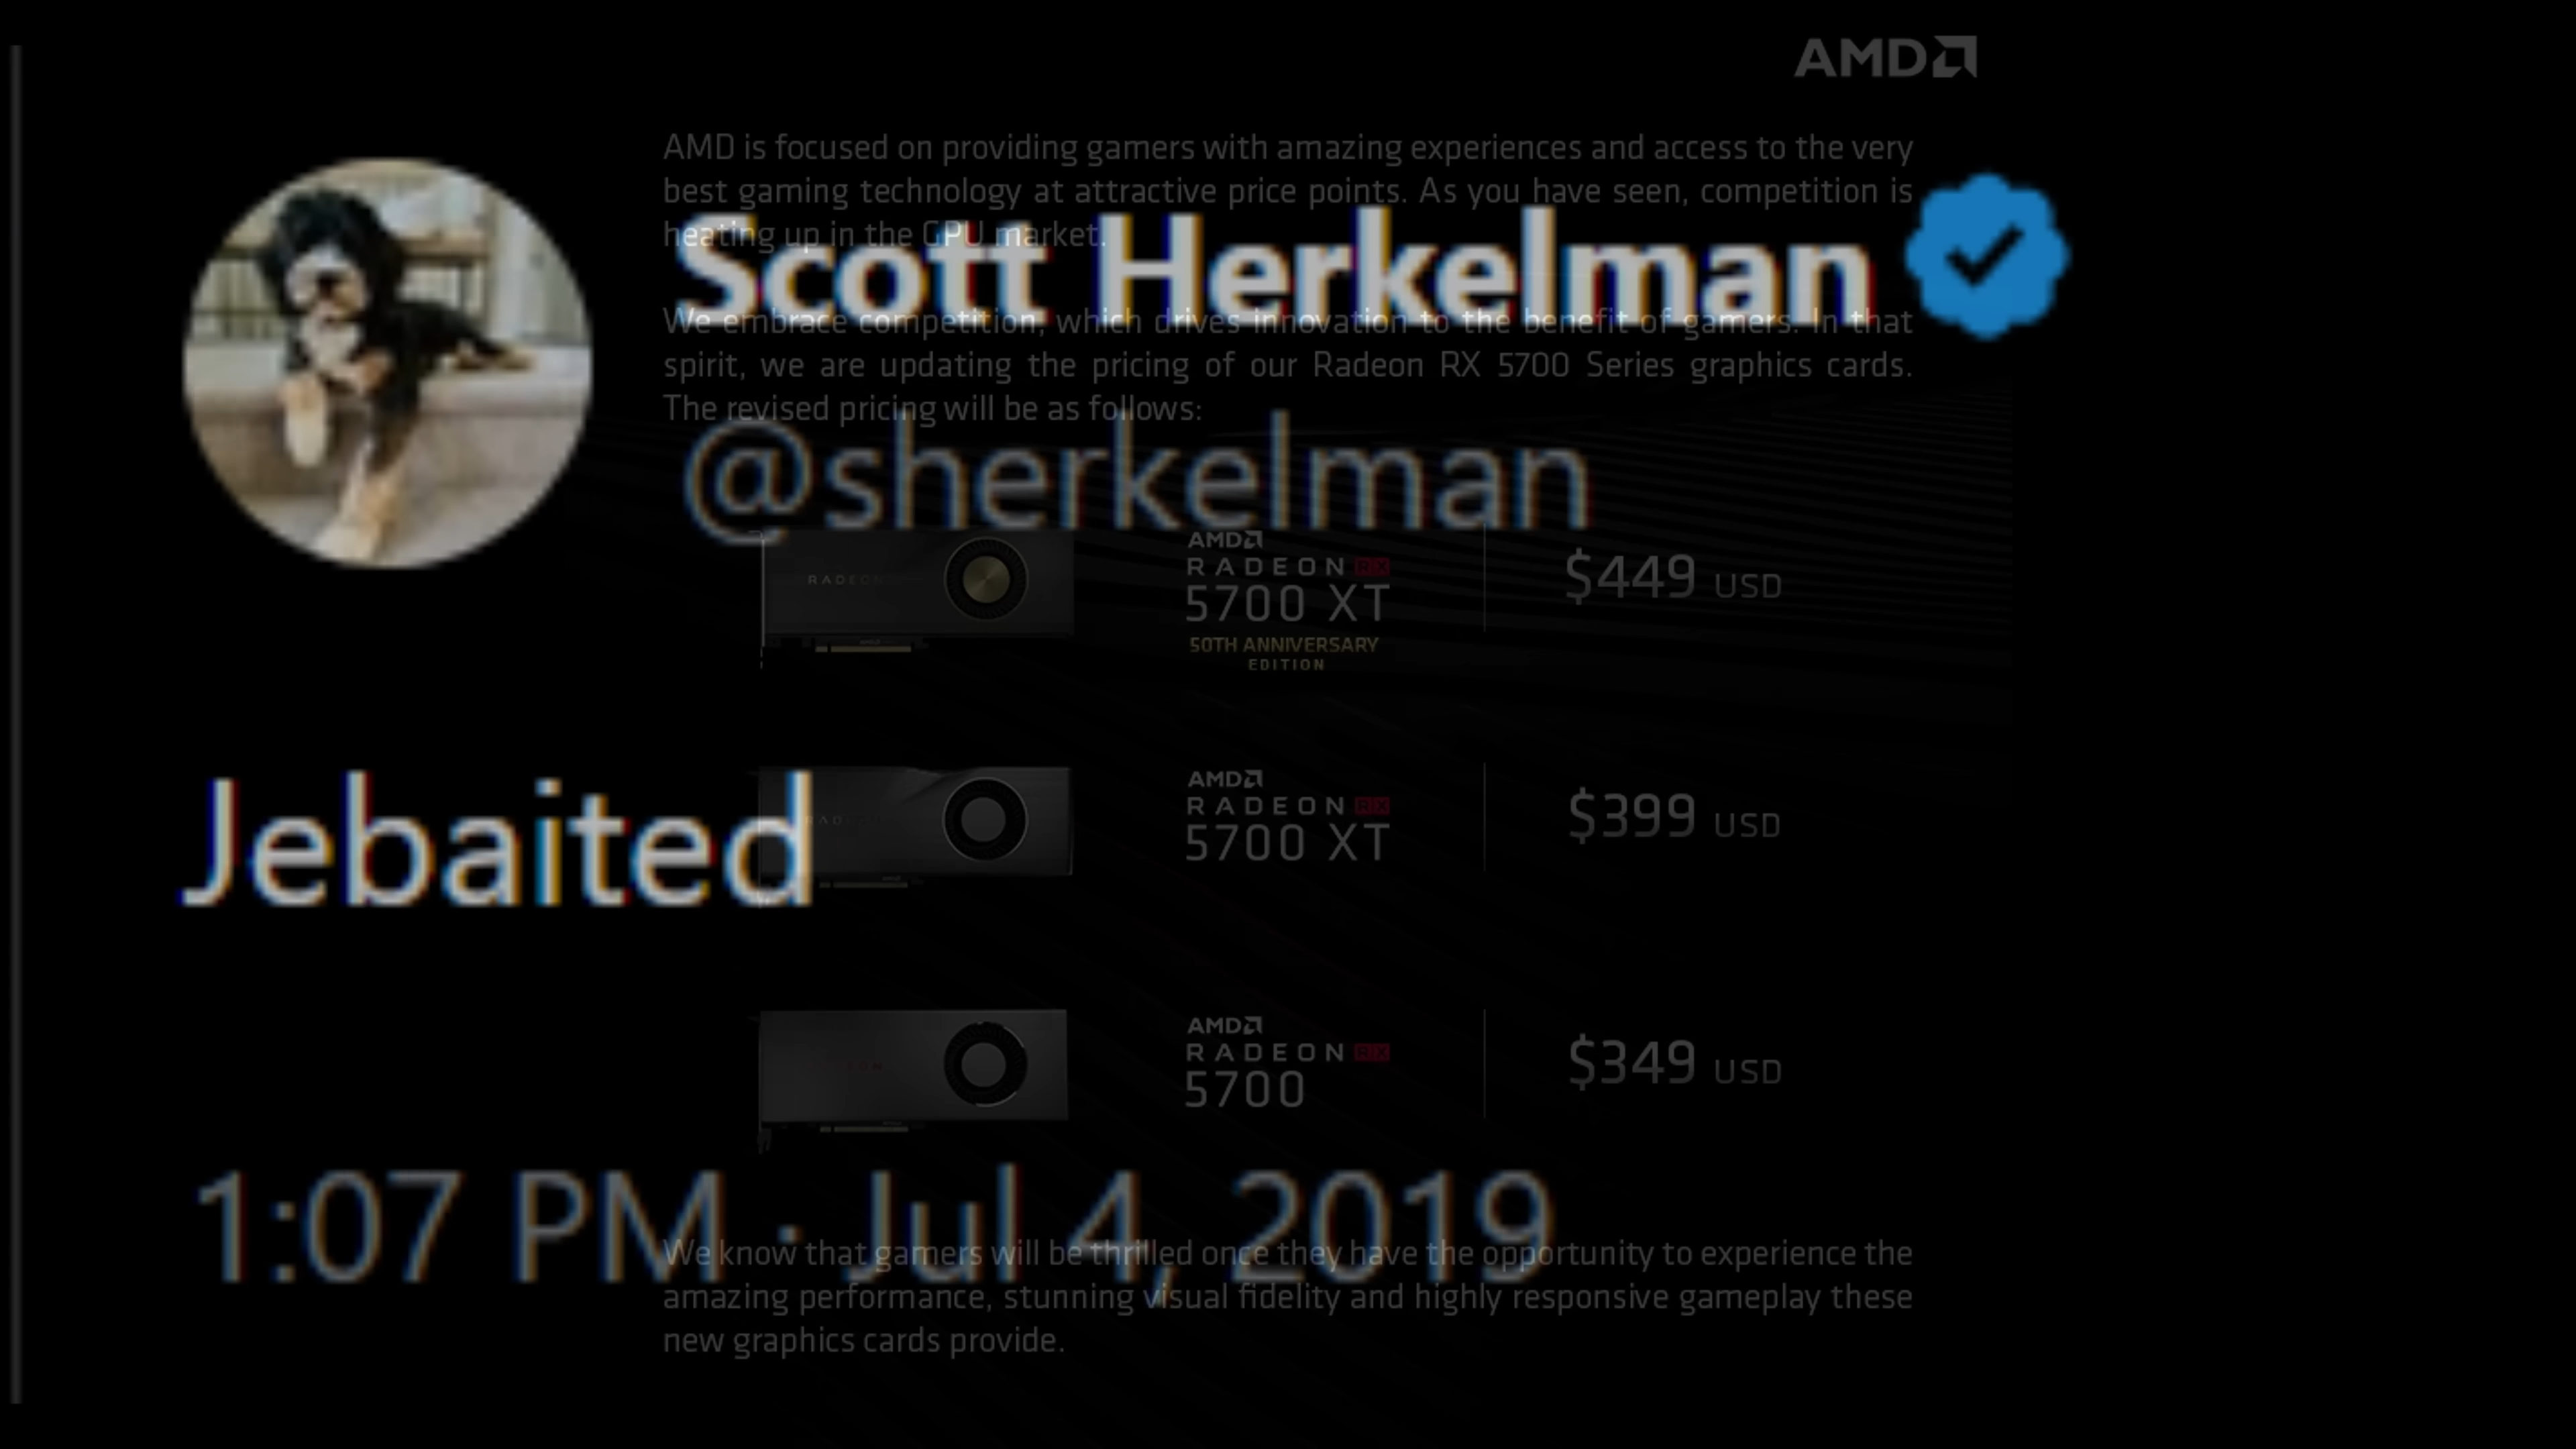 AMD
AMD is focused on providing gamers with amazing experiences and access to the very
best gaming technology at attractive price points. As you have seen, competition is
heating up in the GPU market.
Scott Herkelman
We embrace competition, which drives innovation to the benefit of gamers. In that
spirit, we are updating the pricing of our Radeon RX 5700 Series graphics cards.
The revised pricing will be as follows:
@sherkelman
RADEON
AMD
RADEON RX
5700 XT
50TH ANNIVERSARY
EDITION
$449 USD
Jebaited
RADEON
AMD
RADEON RX
5700 XT
$399 USD
AMD
RADEON RX
5700
$349 USD
1:07 PM · Jul 4, 2019
We know that gamers will be thrilled once they have the opportunity to experience the
amazing performance, stunning visual fidelity and highly responsive gameplay these
new graphics cards provide.